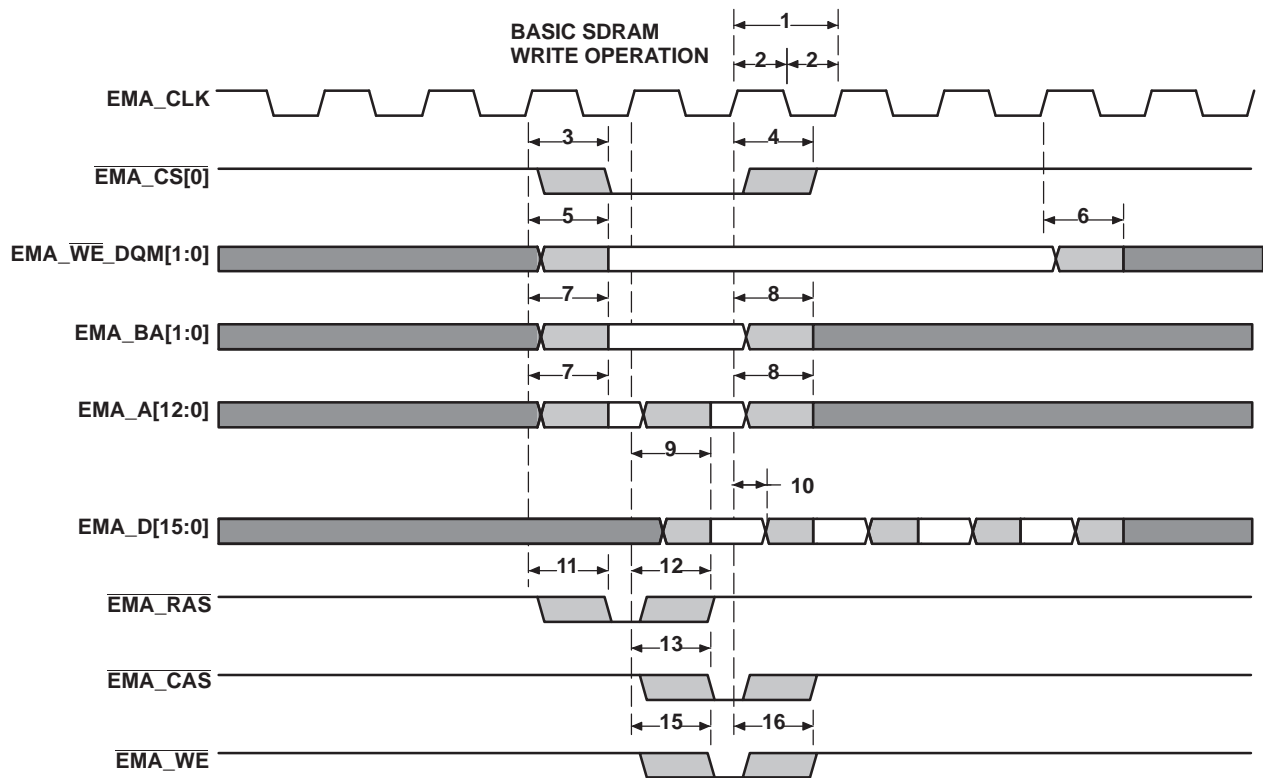 BASIC SDRAM
WRITE OPERATION
1
2 2
EMA_CLK
3 4
EMA_CS[0]
5 6
EMA_WE_DQM[1:0]
7 8
EMA_BA[1:0]
7 8
EMA_A[12:0]
9
10
EMA_D[15:0]
11 12
EMA_RAS
13
EMA_CAS
15 16
EMA_WE